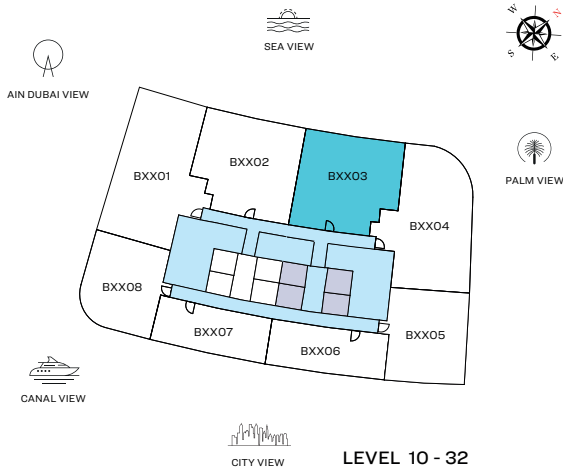 SEA VIEW
W
N
S
E
AIN DUBAI VIEW
BXX01
BXX02
BXX03
BXX04
PALM VIEW
BXX08
BXX07
BXX06
BXX05
CANAL VIEW
CITY VIEW
LEVEL 10 - 32